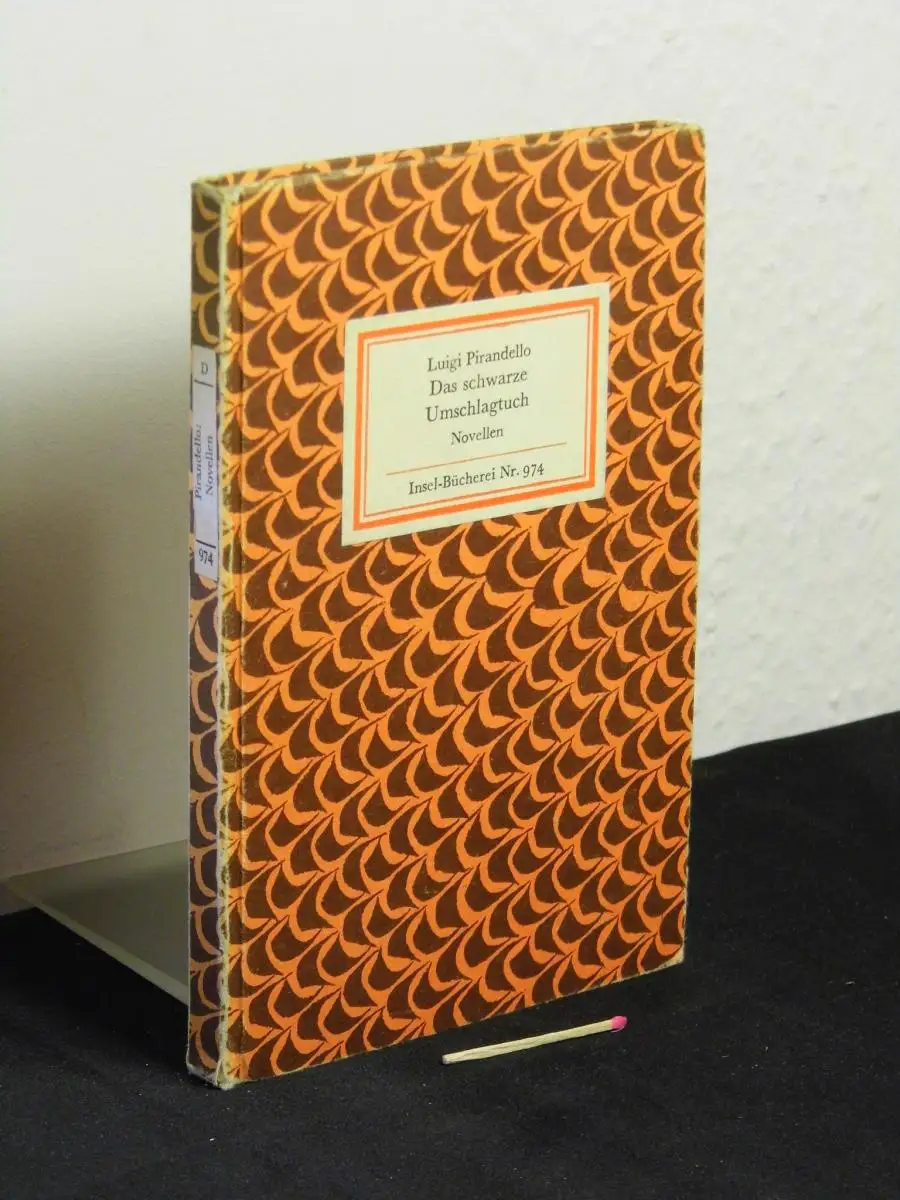 Luigi Pirandello
Das schwarze
Umschlagtuch
Novellen
Insel-Bücherei Nr. 974
D
Pirandello:
Novellen
974